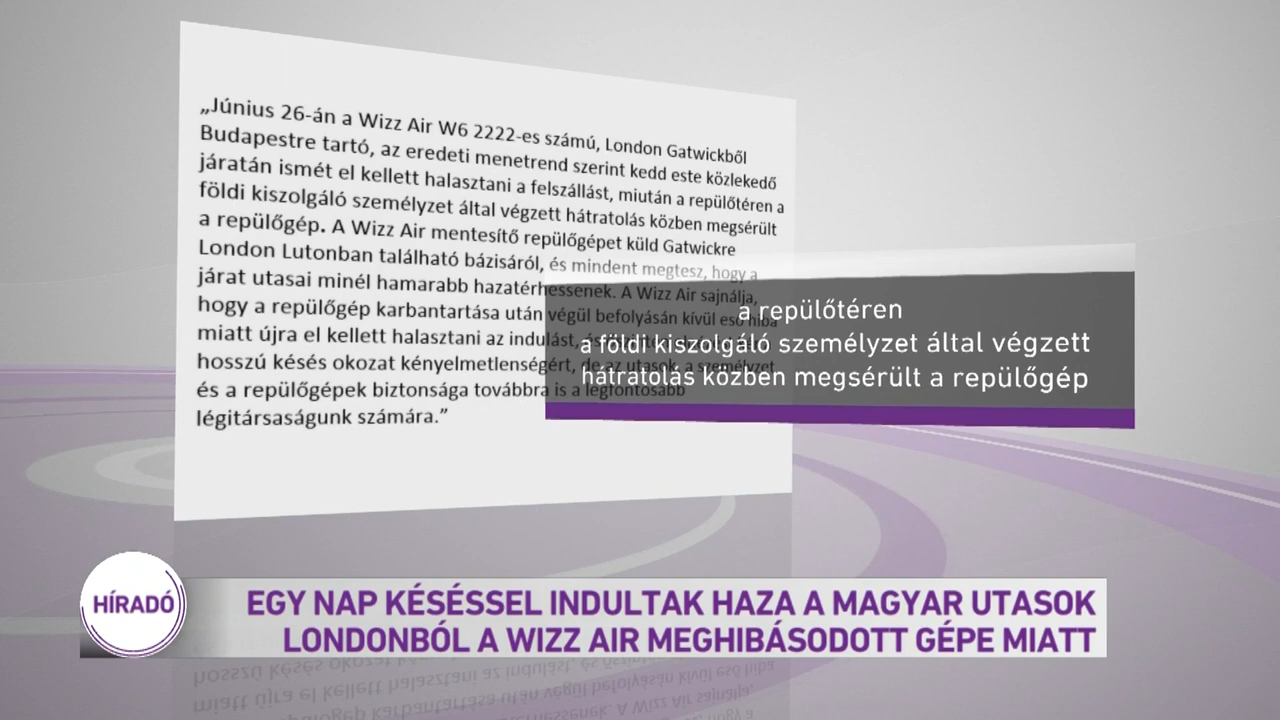 „Június 26-án a Wizz Air W6 2222-es számú, London Gatwickből
Budapestre tartó, az eredeti menetrend szerint kedd este közlekedő
járatán ismét el kellett halasztani a felszállást, miután a repülőtéren a
földi kiszolgáló személyzet által végzett hátratolás közben megsérült
a repülőgép. A Wizz Air mentesítő repülőgépet küld Gatwickre
London Lutonban található bázisáról, és mindent megtesz, hogy a
járat utasai minél hamarabb hazatérhessenek. A Wizz Air sajnálja,
hogy a repülőgép karbantartása után végül befolyásán kívül eső hiba
miatt újra el kellett halasztani az indulást,
hosszú késés okozat kényelmetlenségért, de az utasok, a személyzet
és a repülőgépek biztonsága továbbra is a legfontosabb
légitársaságunk számára.”
a repülőtéren
a földi kiszolgáló személyzet által végzett
hátratolás közben megsérült a repülőgép
HÍRADÓ
EGY NAP KÉSÉSSEL INDULTAK HAZA A MAGYAR UTASOK
LONDONBÓL A WIZZ AIR MEGHIBÁSODOTT GÉPE MIATT